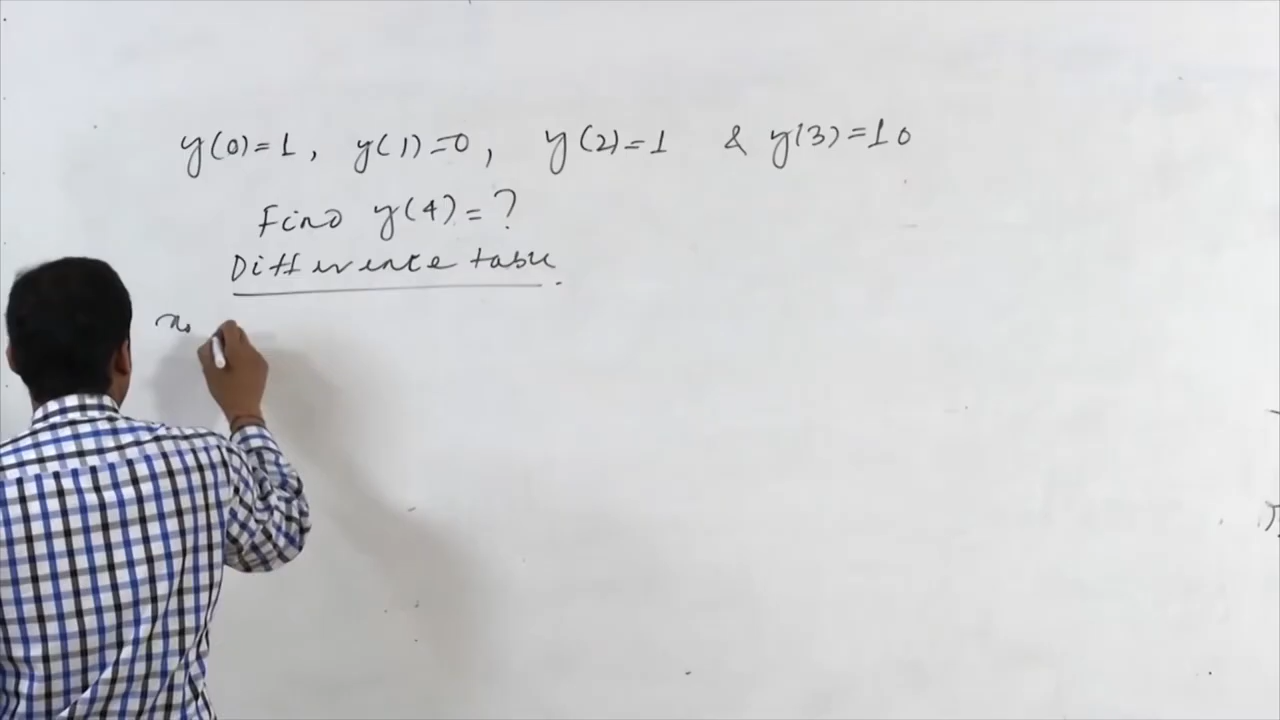 y(0)=1, y(1)=0, y(2)=1 & y(3)=10
Find y(4)=?
Difference table.
x